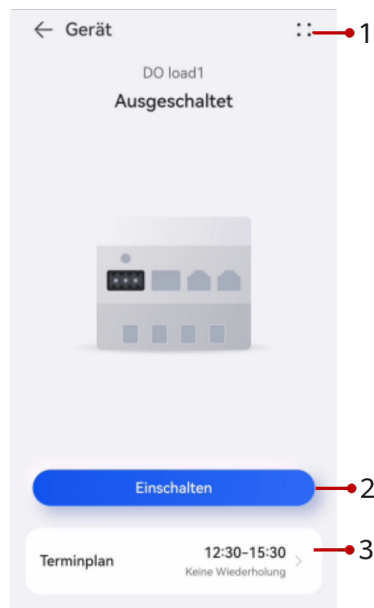 Gerät
1
DO load1
Ausgeschaltet
Einschalten
2
Terminplan
12:30-15:30
Keine Wiederholung
3